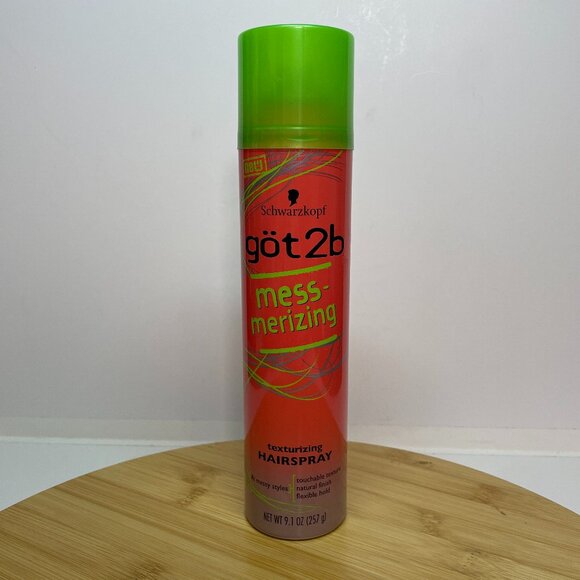 Schwarzkopf
göt2b
mess-
merizing
texturizing
HAIRSPRAY
messy styles
touchable texture
natural finish
flexible hold
NET WT 9.1 OZ (257 g)